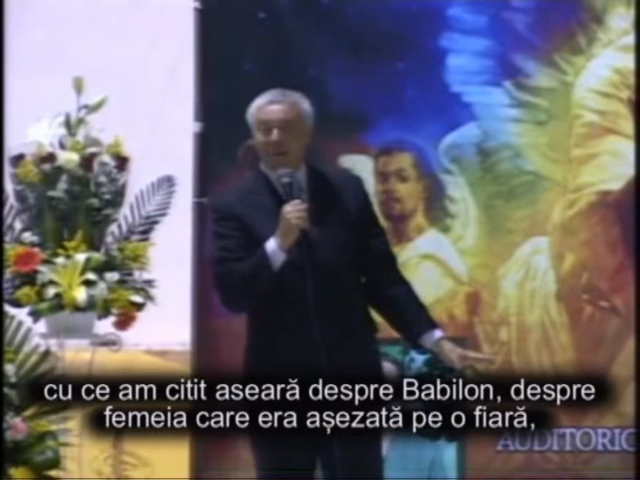 cu ce am citit aseară despre Babilon, despre
femeia care era așezată pe o fiară,
AUDITORIO